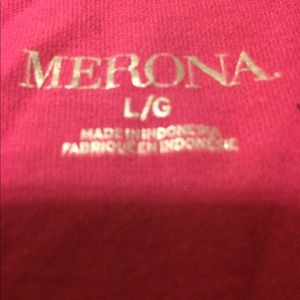 MERONA.
L/G
MADE IN INDONESIA
FABRIQUÉ EN INDONÉSIE